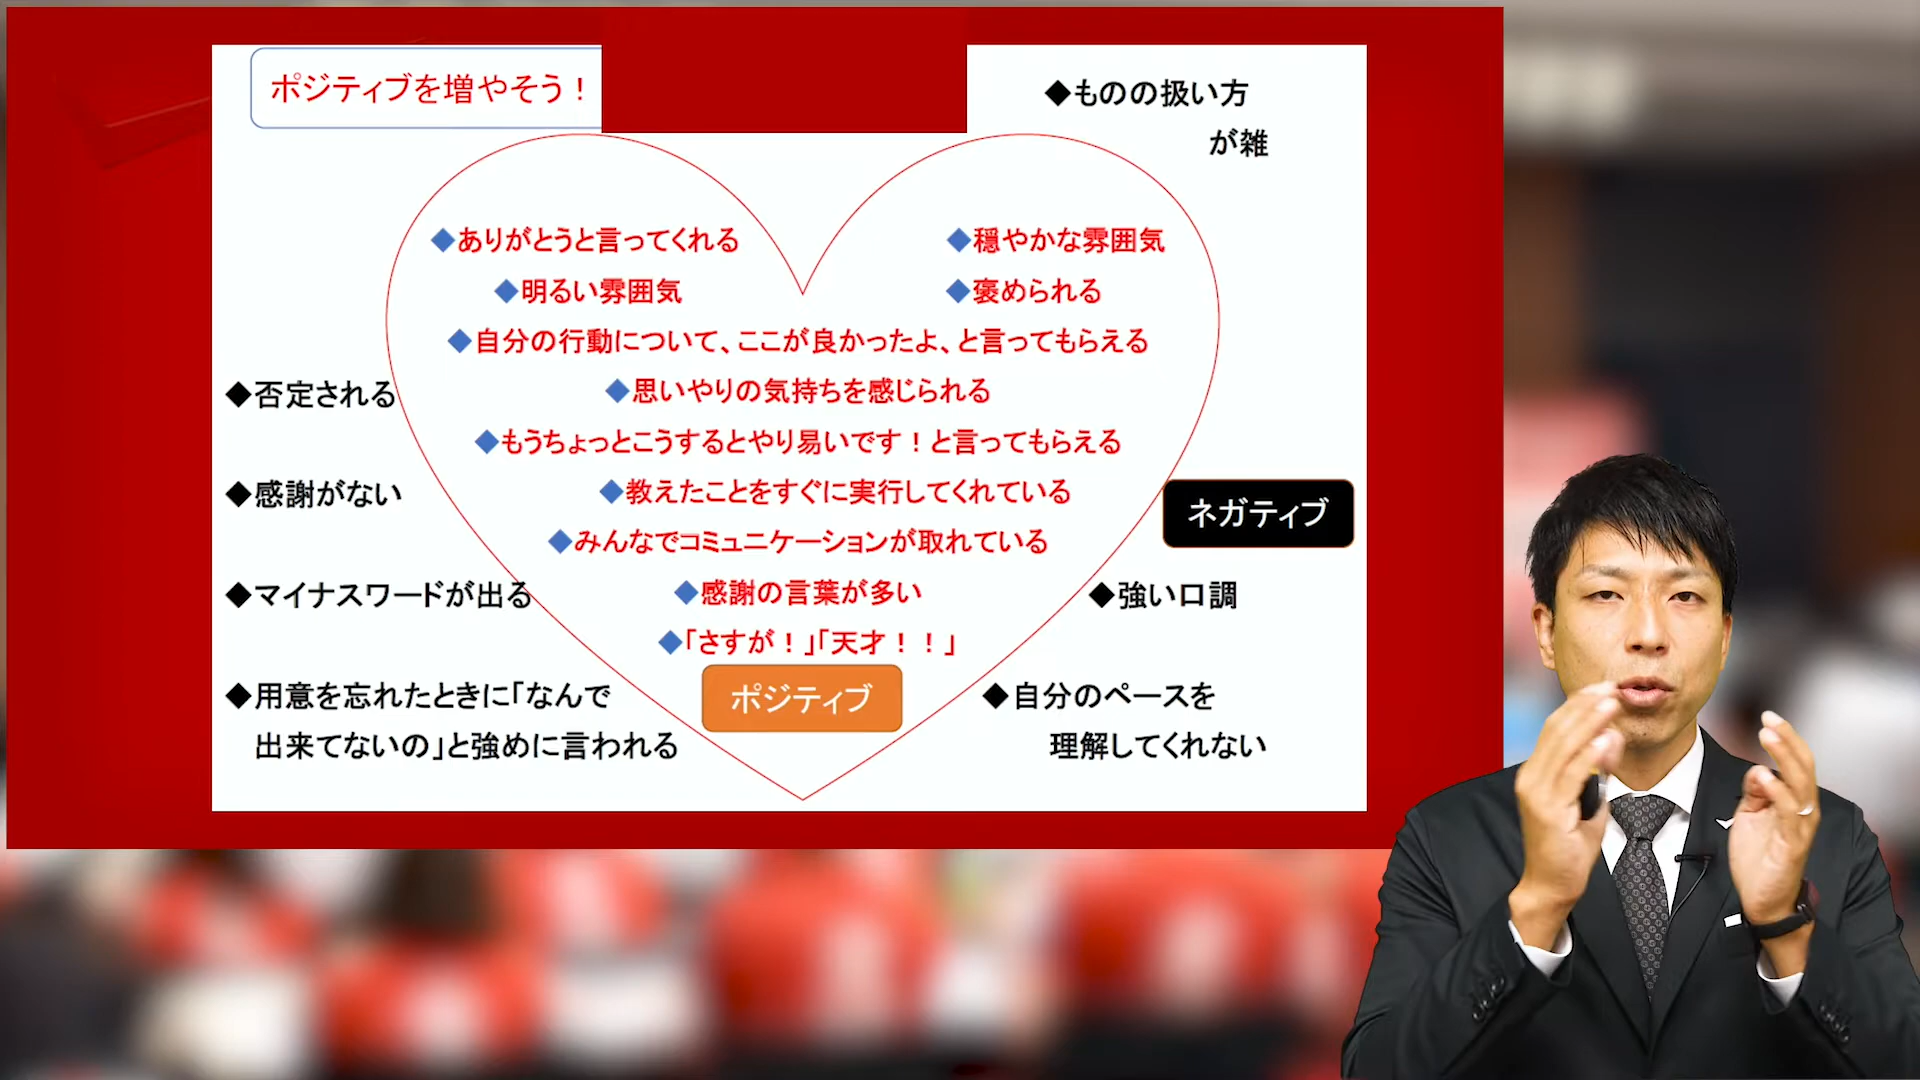 ポジティブを増やそう！
◆ものの扱い方
が雑
◆ありがとうと言ってくれる
◆穏やかな雰囲気
◆明るい雰囲気
◆褒められる
◆自分の行動について、ここが良かったよ、と言ってもらえる
◆否定される
◆思いやりの気持ちを感じられる
◆もうちょっとこうするとやり易いです！と言ってもらえる
◆感謝がない
◆教えたことをすぐに実行してくれている
ネガティブ
◆みんなでコミュニケーションが取れている
◆マイナスワードが出る
◆感謝の言葉が多い
◆強い口調
◆「さすが！」「天才！！」
ポジティブ
◆用意を忘れたときに「なんで
出来てないの」と強めに言われる
◆自分のペースを
理解してくれない